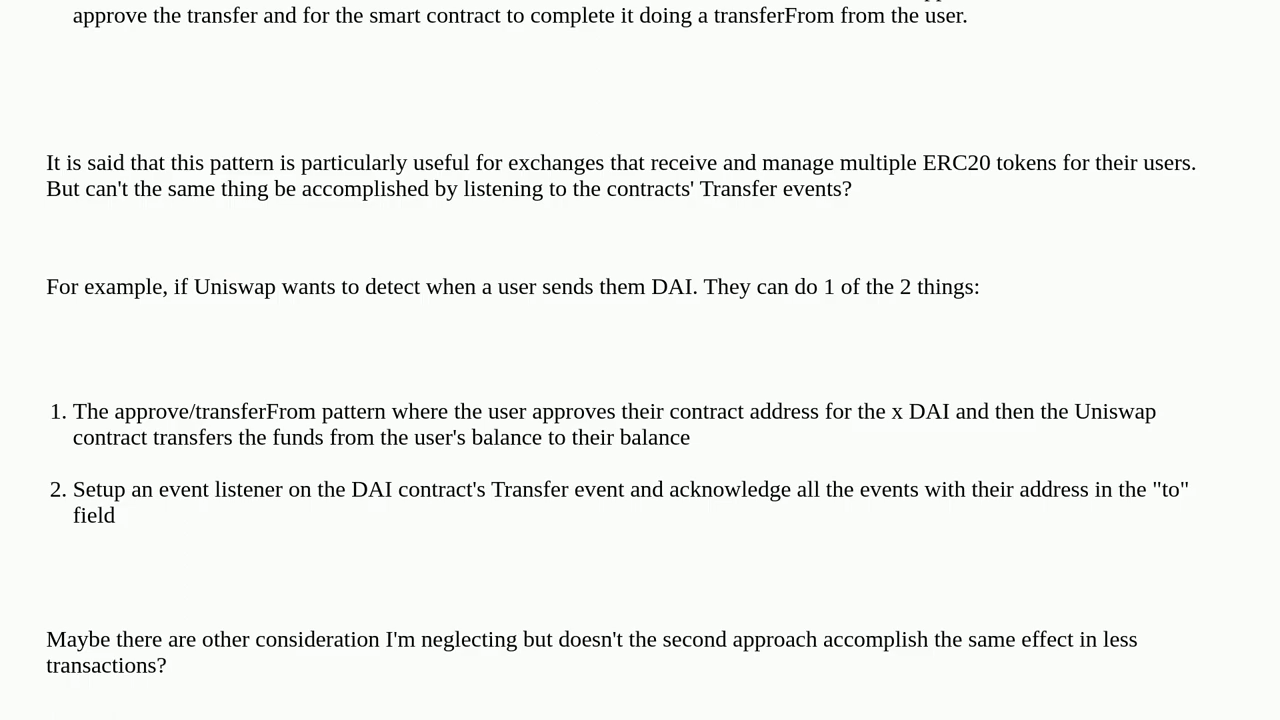 approve the transfer and for the smart contract to complete it doing a transferFrom from the user.
It is said that this pattern is particularly useful for exchanges that receive and manage multiple ERC20 tokens for their users.
But can't the same thing be accomplished by listening to the contracts' Transfer events?
For example, if Uniswap wants to detect when a user sends them DAI. They can do 1 of the 2 things:
1. The approve/transferFrom pattern where the user approves their contract address for the x DAI and then the Uniswap
contract transfers the funds from the user's balance to their balance
2. Setup an event listener on the DAI contract's Transfer event and acknowledge all the events with their address in the "to"
field
Maybe there are other consideration I'm neglecting but doesn't the second approach accomplish the same effect in less
transactions?